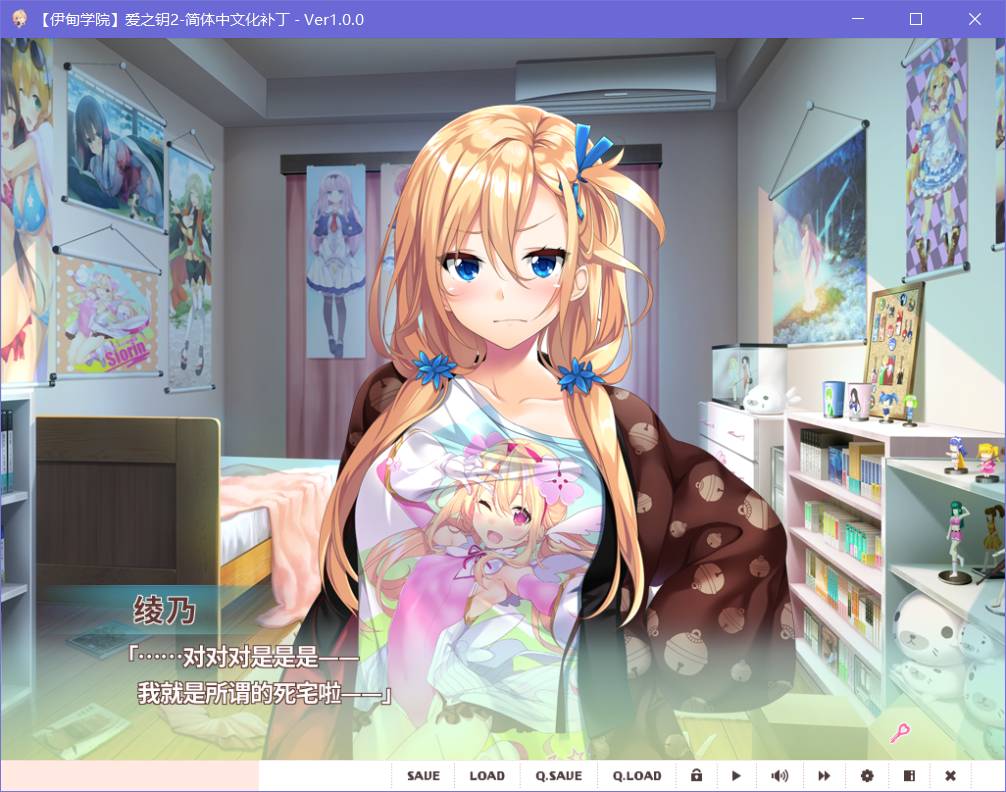 【伊甸学院】爱之钥2-简体中文化补丁 - Ver1.0.0
Slorin
绫乃
「……对对对是是是——
我就是所谓的死宅啦——」
SAVE LOAD Q.SAVE Q.LOAD